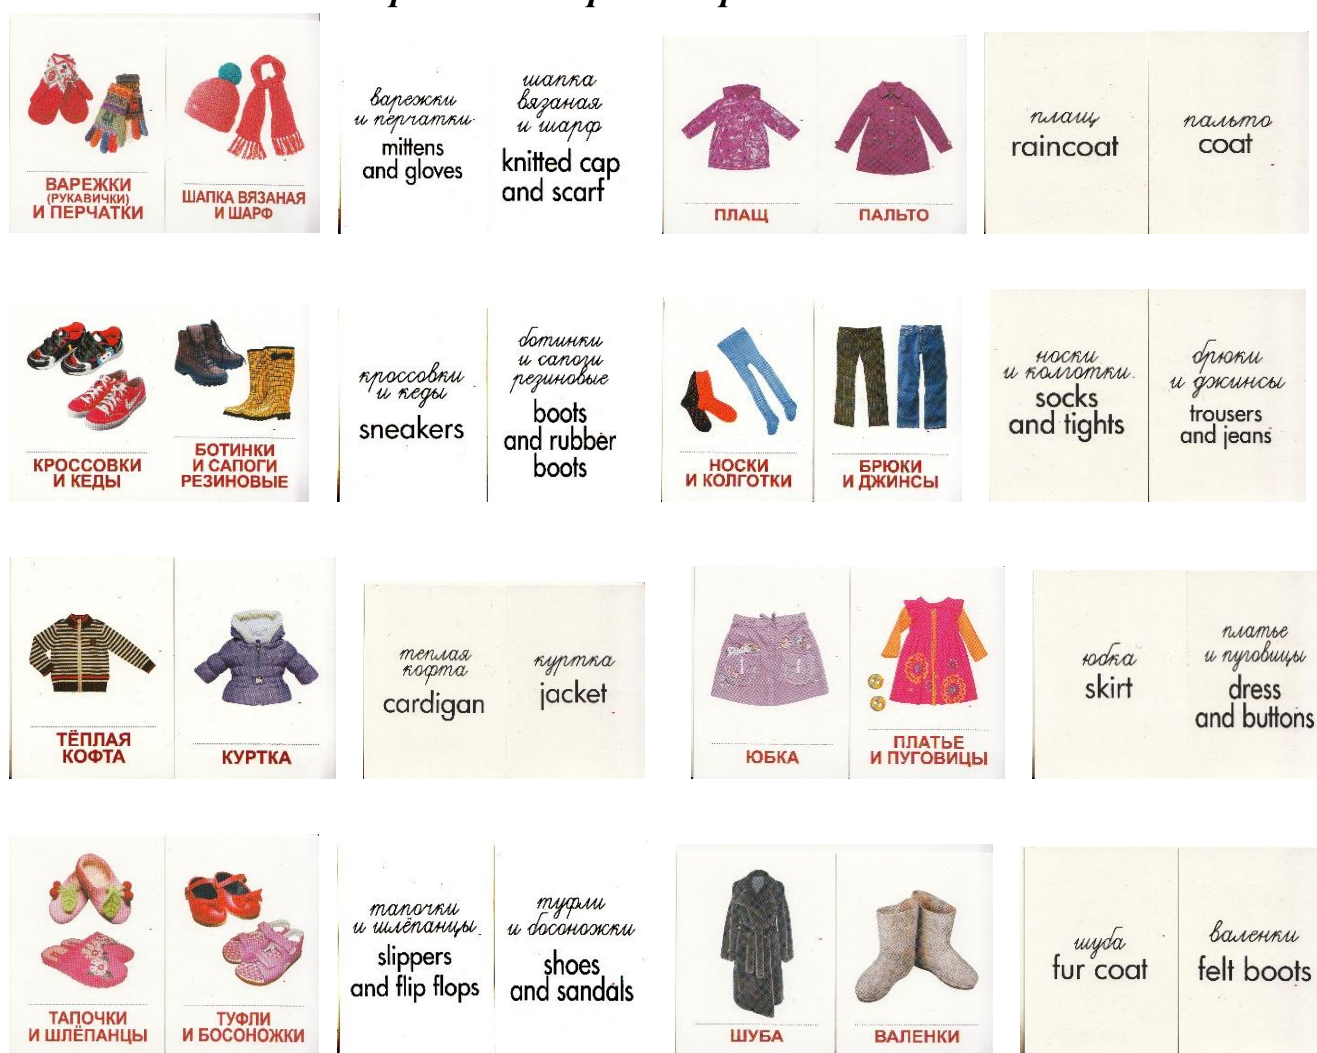 ВАРЕЖКИ
(РУКАВИЧКИ)
И ПЕРЧАТКИ
ШАПКА ВЯЗАНАЯ
И ШАРФ
варежки
и перчатки
mittens
and gloves
шапка
вязаная
и шарф
knitted cap
and scarf
ПЛАЩ
ПАЛЬТО
плащ
raincoat
пальто
coat
КРОССОВКИ
И КЕДЫ
БОТИНКИ
И САПОГИ
РЕЗИНОВЫЕ
кроссовки
и кеды
sneakers
ботинки
и сапоги
резиновые
boots
and rubber
boots
НОСКИ
И КОЛГОТКИ
БРЮКИ
И ДЖИНСЫ
носки
и колготки
socks
and tights
брюки
и джинсы
trousers
and jeans
ТЁПЛАЯ
КОФТА
КУРТКА
теплая
кофта
cardigan
куртка
jacket
ЮБКА
ПЛАТЬЕ
И ПУГОВИЦЫ
юбка
skirt
платье
и пуговицы
dress
and buttons
ТАПОЧКИ
И ШЛЁПАНЦЫ
ТУФЛИ
И БОСОНОЖКИ
тапочки
и шлёпанцы
slippers
and flip flops
туфли
и босоножки
shoes
and sandals
ШУБА
ВАЛЕНКИ
шуба
fur coat
валенки
felt boots